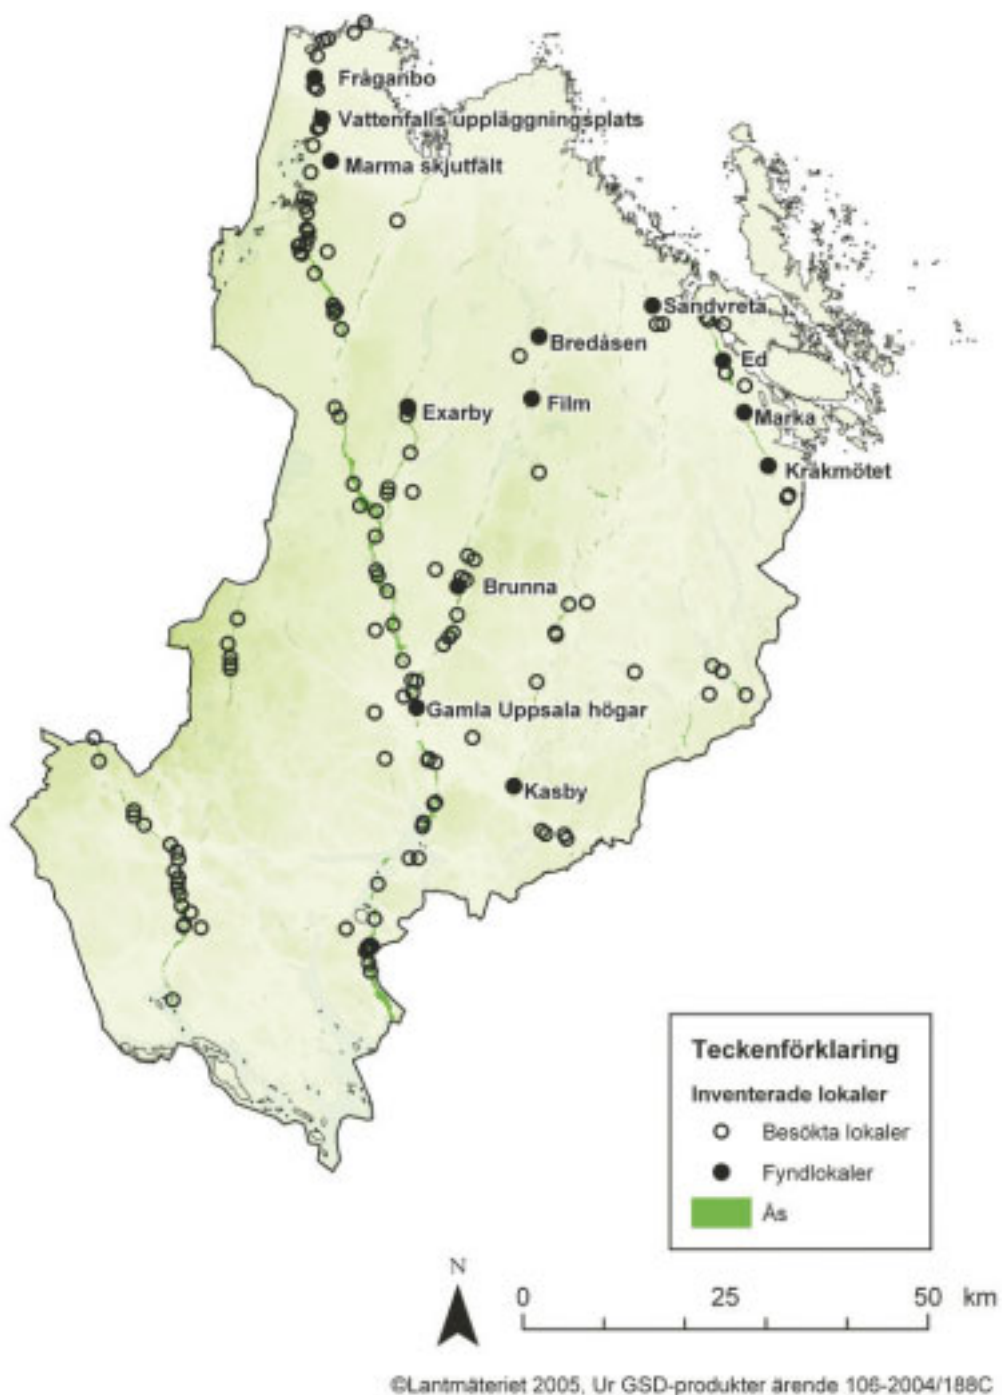 Fråganbo
Vattenfalls uppläggningsplats
Marma skjutfält
Sandvreta
Bredåsen
Ed
Film
Exarby
Marka
Kråkmötet
Brunna
Gamla Uppsala högar
Kasby
Teckenförklaring
Inventerade lokaler
Besökta lokaler
Fyndlokaler
Ås
N
0 25 50 km
©Lantmäteriet 2005, Ur GSD-produkter ärende 106-2004/188C